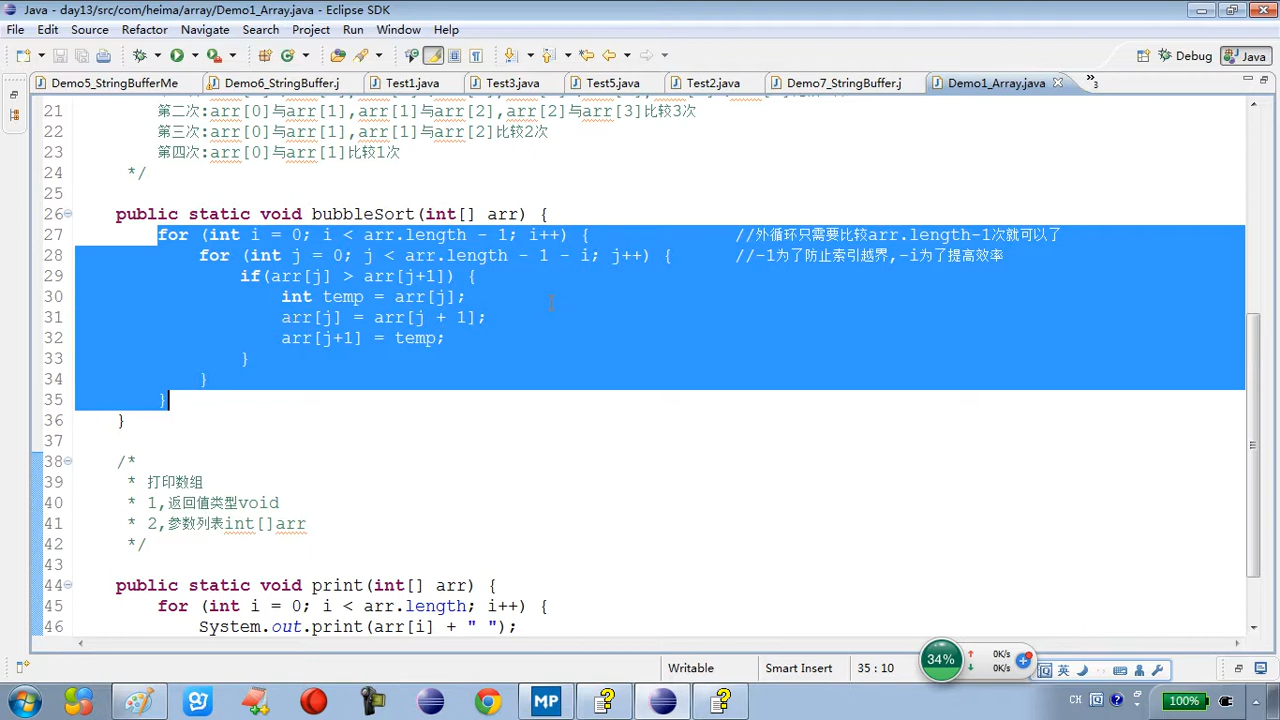 Java - day13/src/com/heima/array/Demo1_Array.java - Eclipse SDK
File Edit Source Refactor Navigate Search Project Run Window Help
Debug Java
Demo5_StringBufferMe Demo6_StringBuffer.j Test1.java Test3.java Test5.java Test2.java Demo7_StringBuffer.j Demo1_Array.java »3
21 第二次:arr[0]与arr[1],arr[1]与arr[2],arr[2]与arr[3]比较3次
22 第三次:arr[0]与arr[1],arr[1]与arr[2]比较2次
23 第四次:arr[0]与arr[1]比较1次
24 */
25
26 public static void bubbleSort(int[] arr) {
27 for (int i = 0; i < arr.length - 1; i++) { //外循环只需要比较arr.length-1次就可以了
28 for (int j = 0; j < arr.length - 1 - i; j++) { //-1为了防止索引越界,-i为了提高效率
29 if(arr[j] > arr[j+1]) {
30 int temp = arr[j];
31 arr[j] = arr[j + 1];
32 arr[j+1] = temp;
33 }
34 }
35 }
36 }
37
38 /*
39 * 打印数组
40 * 1,返回值类型void
41 * 2,参数列表int[]arr
42 */
43
44 public static void print(int[] arr) {
45 for (int i = 0; i < arr.length; i++) {
46 System.out.print(arr[i] + " ");
Writable Smart Insert 35 : 10
34% 0K/s
0K/s
英
MP CH 100%